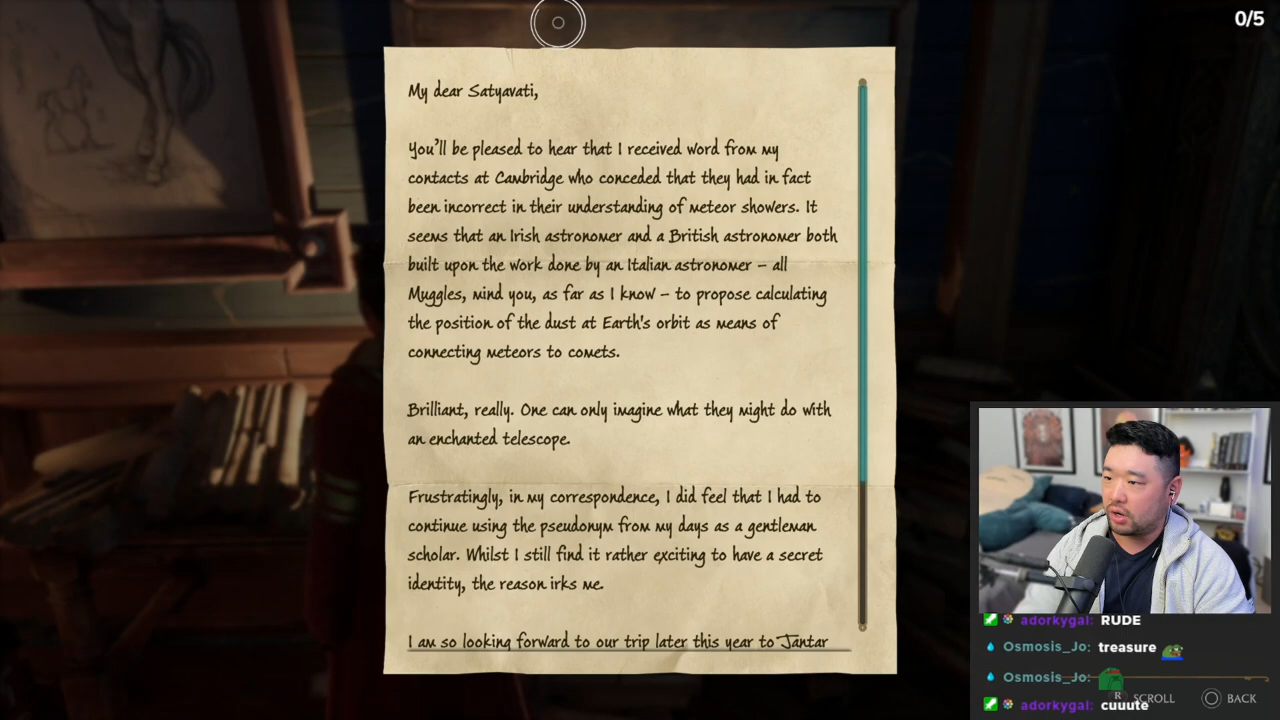 0/5
My dear Satyavati,
You'll be pleased to hear that I received word from my
contacts at Cambridge who conceded that they had in fact
been incorrect in their understanding of meteor showers. It
seems that an Irish astronomer and a British astronomer both
built upon the work done by an Italian astronomer – all
Muggles, mind you, as far as I know – to propose calculating
the position of the dust at Earth's orbit as means of
connecting meteors to comets.
Brilliant, really. One can only imagine what they might do with
an enchanted telescope.
Frustratingly, in my correspondence, I did feel that I had to
continue using the pseudonym from my days as a gentleman
scholar. Whilst I still find it rather exciting to have a secret
identity, the reason irks me.
I am so looking forward to our trip later this year to Jantar
adorkygal: RUDE
Osmosis_Jo: treasure
Osmosis_Jo:
adorkygal: cuuute
R SCROLL
BACK